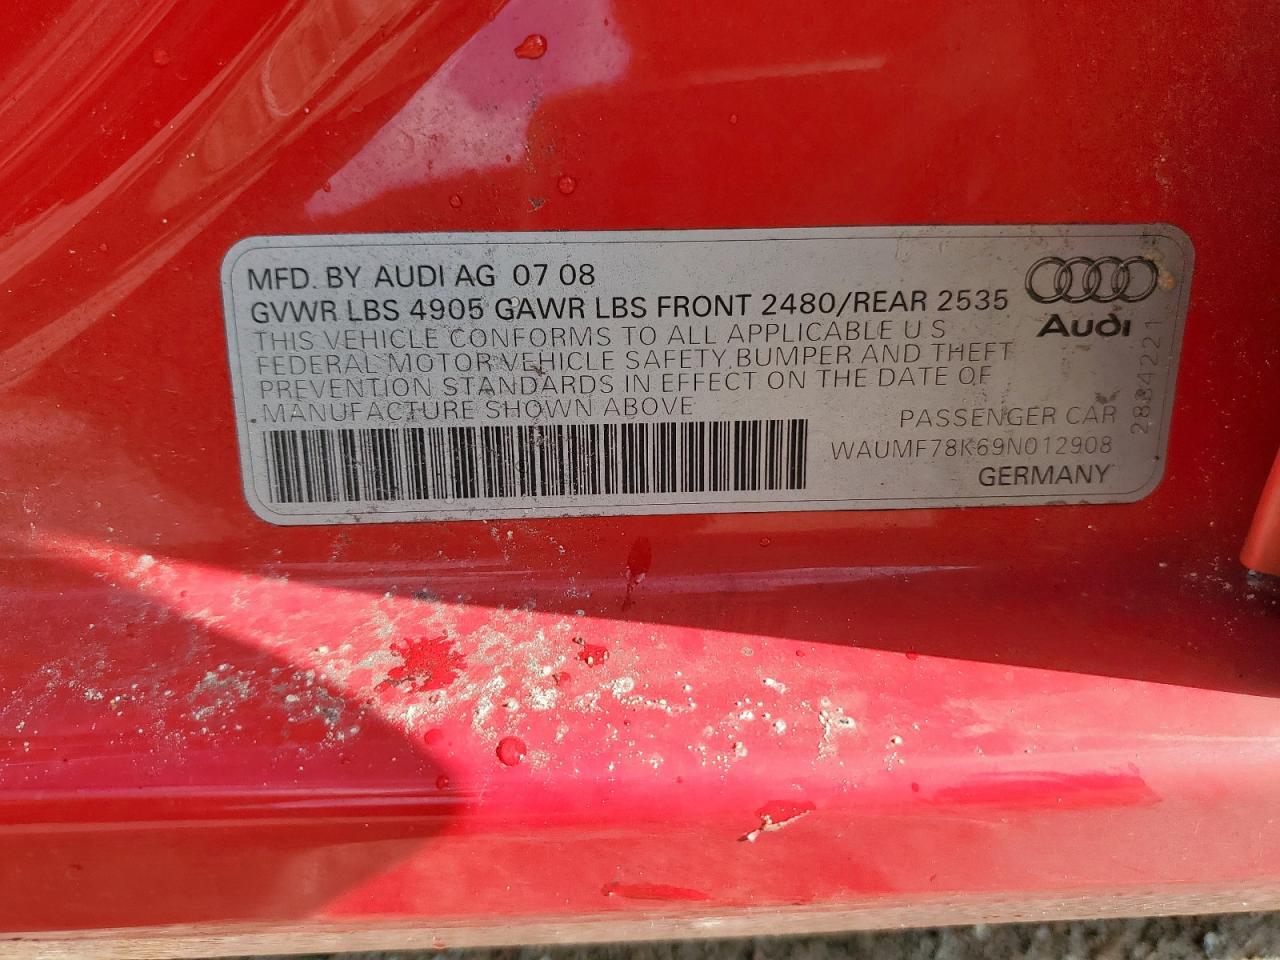 MFD. BY AUDI AG 07 08
GVWR LBS 4905 GAWR LBS FRONT 2480/REAR 2535
THIS VEHICLE CONFORMS TO ALL APPLICABLE U S
FEDERAL MOTOR VEHICLE SAFETY, BUMPER AND THEFT
PREVENTION STANDARDS IN EFFECT ON THE DATE OF
MANUFACTURE SHOWN ABOVE
Audi
PASSENGER CAR
WAUMF78K69N012908
GERMANY
2834221